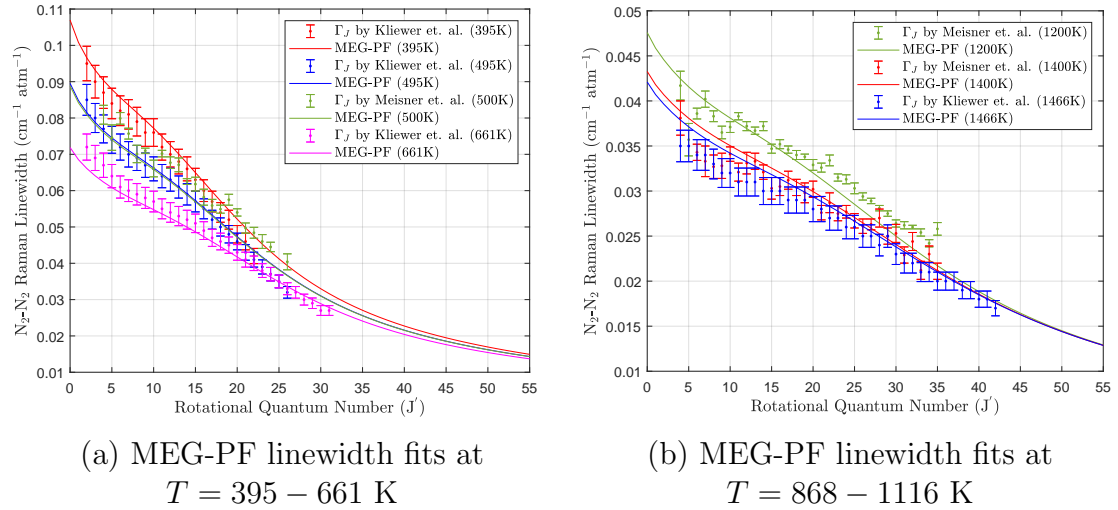 0.11
0.1
0.09
0.08
0.07
0.06
0.05
0.04
0.03
0.02
0.01
N₂-N₂ Raman Linewidth (cm⁻¹ atm⁻¹)
Γ_J by Kliewer et. al. (395K)
MEG-PF (395K)
Γ_J by Kliewer et. al. (495K)
MEG-PF (495K)
Γ_J by Meisner et. al. (500K)
MEG-PF (500K)
Γ_J by Kliewer et. al. (661K)
MEG-PF (661K)
0 5 10 15 20 25 30 35 40 45 50 55
Rotational Quantum Number (J′)
(a) MEG-PF linewidth fits at
T = 395 − 661 K
0.05
0.045
0.04
0.035
0.03
0.025
0.02
0.015
0.01
N₂-N₂ Raman Linewidth (cm⁻¹ atm⁻¹)
Γ_J by Meisner et. al. (1200K)
MEG-PF (1200K)
Γ_J by Meisner et. al. (1400K)
MEG-PF (1400K)
Γ_J by Kliewer et. al. (1466K)
MEG-PF (1466K)
0 5 10 15 20 25 30 35 40 45 50 55
Rotational Quantum Number (J′)
(b) MEG-PF linewidth fits at
T = 868 − 1116 K